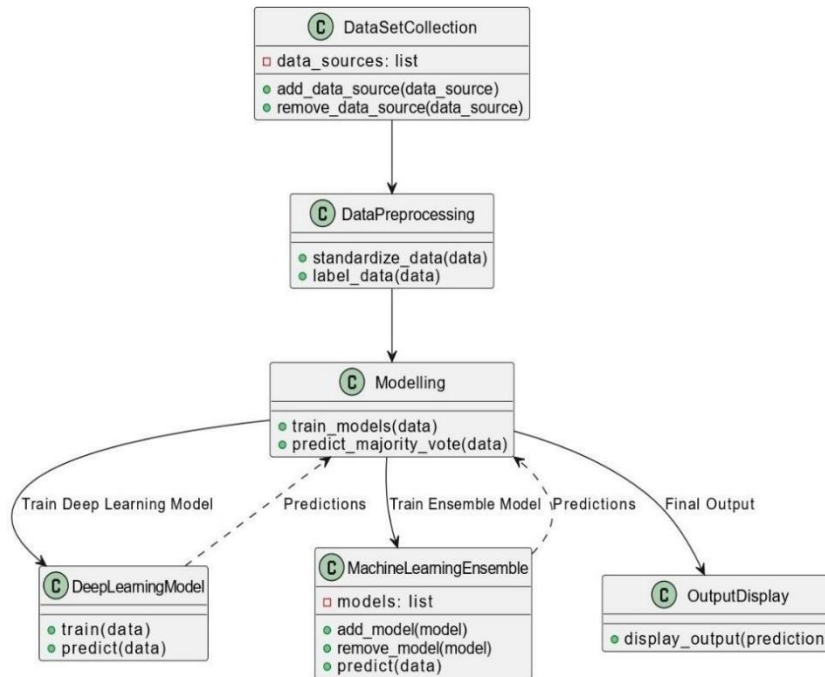 C DataSetCollection
data_sources: list
add_data_source(data_source)
remove_data_source(data_source)
C DataPreprocessing
standardize_data(data)
label_data(data)
C Modelling
train_models(data)
predict_majority_vote(data)
Train Deep Learning Model
Predictions
Train Ensemble Model
Predictions
Final Output
C DeepLearningModel
train(data)
predict(data)
C MachineLearningEnsemble
models: list
add_model(model)
remove_model(model)
predict(data)
C OutputDisplay
display_output(prediction